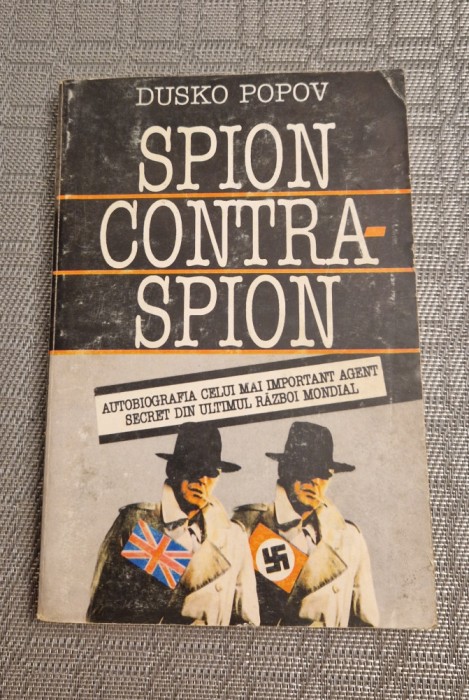 DUSKO POPOV
SPION
CONTRA-
SPION
AUTOBIOGRAFIA CELUI MAI IMPORTANT AGENT
SECRET DIN ULTIMUL RĂZBOI MONDIAL